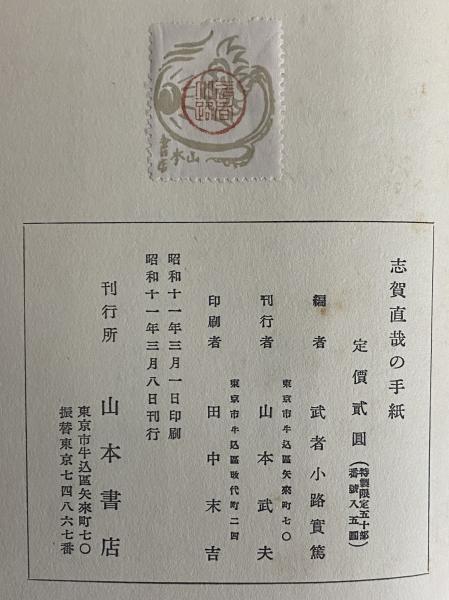 武者
小路
山本
書店
志賀直哉の手紙
定價貳圓(特製限定五十部番號入五圓)
編者 武者小路實篤
東京市牛込區矢來町七〇
刊行者 山本武夫
東京市牛込區改代町二四
印刷者 田中末吉
昭和十一年三月一日印刷
昭和十一年三月八日刊行
刊行所 山本書店
東京市牛込區矢來町七〇
振替東京七四八六七番